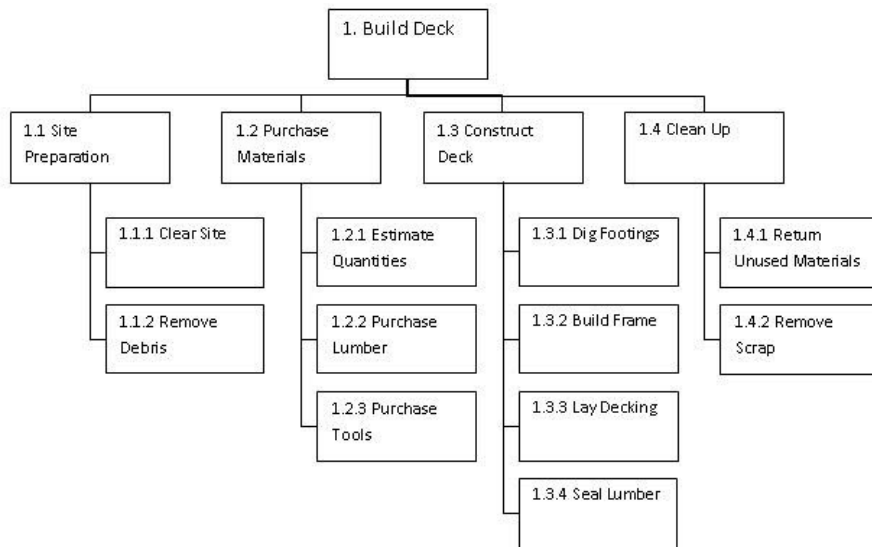 1. Build Deck
1.1 Site
Preparation
1.2 Purchase
Materials
1.3 Construct
Deck
1.4 Clean Up
1.1.1 Clear Site
1.1.2 Remove
Debris
1.2.1 Estimate
Quantities
1.2.2 Purchase
Lumber
1.2.3 Purchase
Tools
1.3.1 Dig Footings
1.3.2 Build Frame
1.3.3 Lay Decking
1.3.4 Seal Lumber
1.4.1 Return
Unused Materials
1.4.2 Remove
Scrap